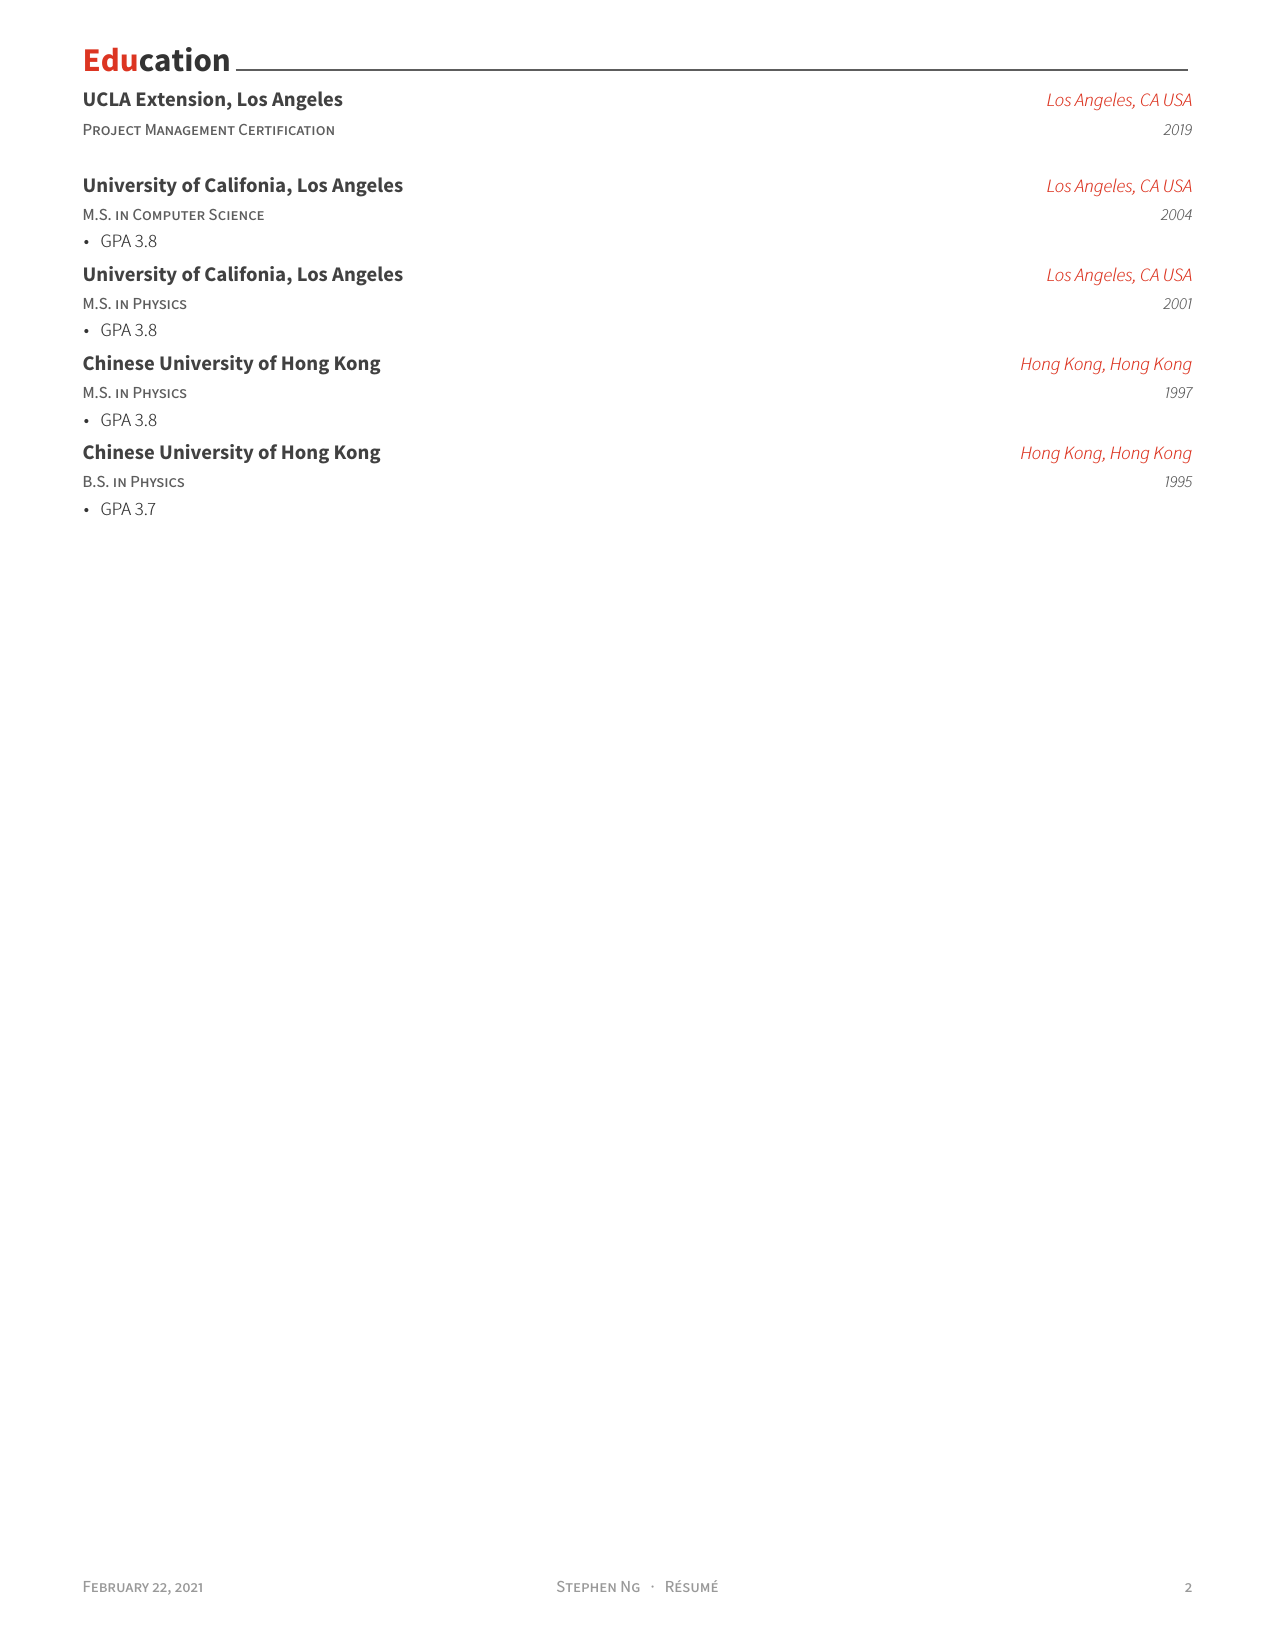 Education
UCLA Extension, Los Angeles Los Angeles, CA USA
Project Management Certification 2019
University of Califonia, Los Angeles Los Angeles, CA USA
M.S. in Computer Science 2004
• GPA 3.8
University of Califonia, Los Angeles Los Angeles, CA USA
M.S. in Physics 2001
• GPA 3.8
Chinese University of Hong Kong Hong Kong, Hong Kong
M.S. in Physics 1997
• GPA 3.8
Chinese University of Hong Kong Hong Kong, Hong Kong
B.S. in Physics 1995
• GPA 3.7
February 22, 2021 Stephen Ng · Résumé 2